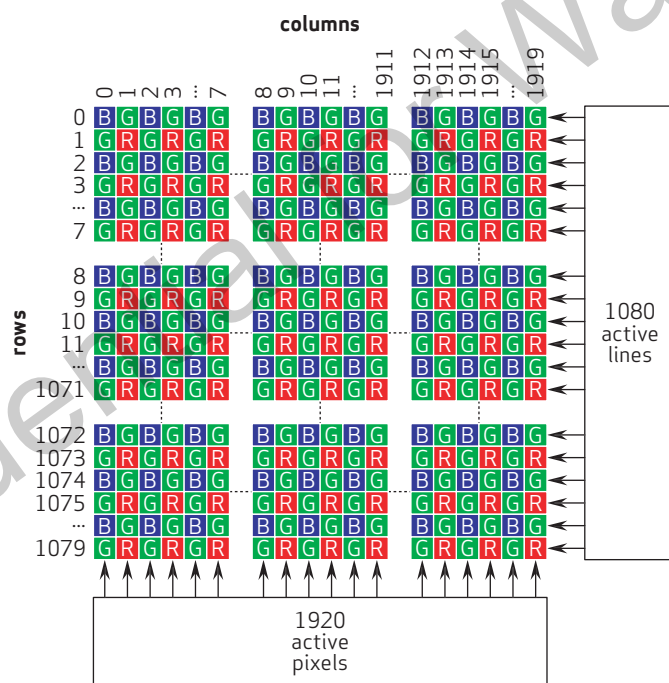 columns
0 1 2 3 ... 7 8 9 10 11 ... 1911 1912 1913 1914 1915 ... 1919
0 B G B G B G B G B G B G B G B G B G
1 G R G R G R G R G R G R G R G R G R
2 B G B G B G B G B G B G B G B G B G
3 G R G R G R G R G R G R G R G R G R
... B G B G B G B G B G B G B G B G B G
7 G R G R G R G R G R G R G R G R G R
8 B G B G B G B G B G B G B G B G B G
9 G R G R G R G R G R G R G R G R G R
10 B G B G B G B G B G B G B G B G B G
11 G R G R G R G R G R G R G R G R G R
... B G B G B G B G B G B G B G B G B G
1071 G R G R G R G R G R G R G R G R G R
1072 B G B G B G B G B G B G B G B G B G
1073 G R G R G R G R G R G R G R G R G R
1074 B G B G B G B G B G B G B G B G B G
1075 G R G R G R G R G R G R G R G R G R
... B G B G B G B G B G B G B G B G B G
1079 G R G R G R G R G R G R G R G R G R
rows
1080
active
lines
1920
active
pixels
for